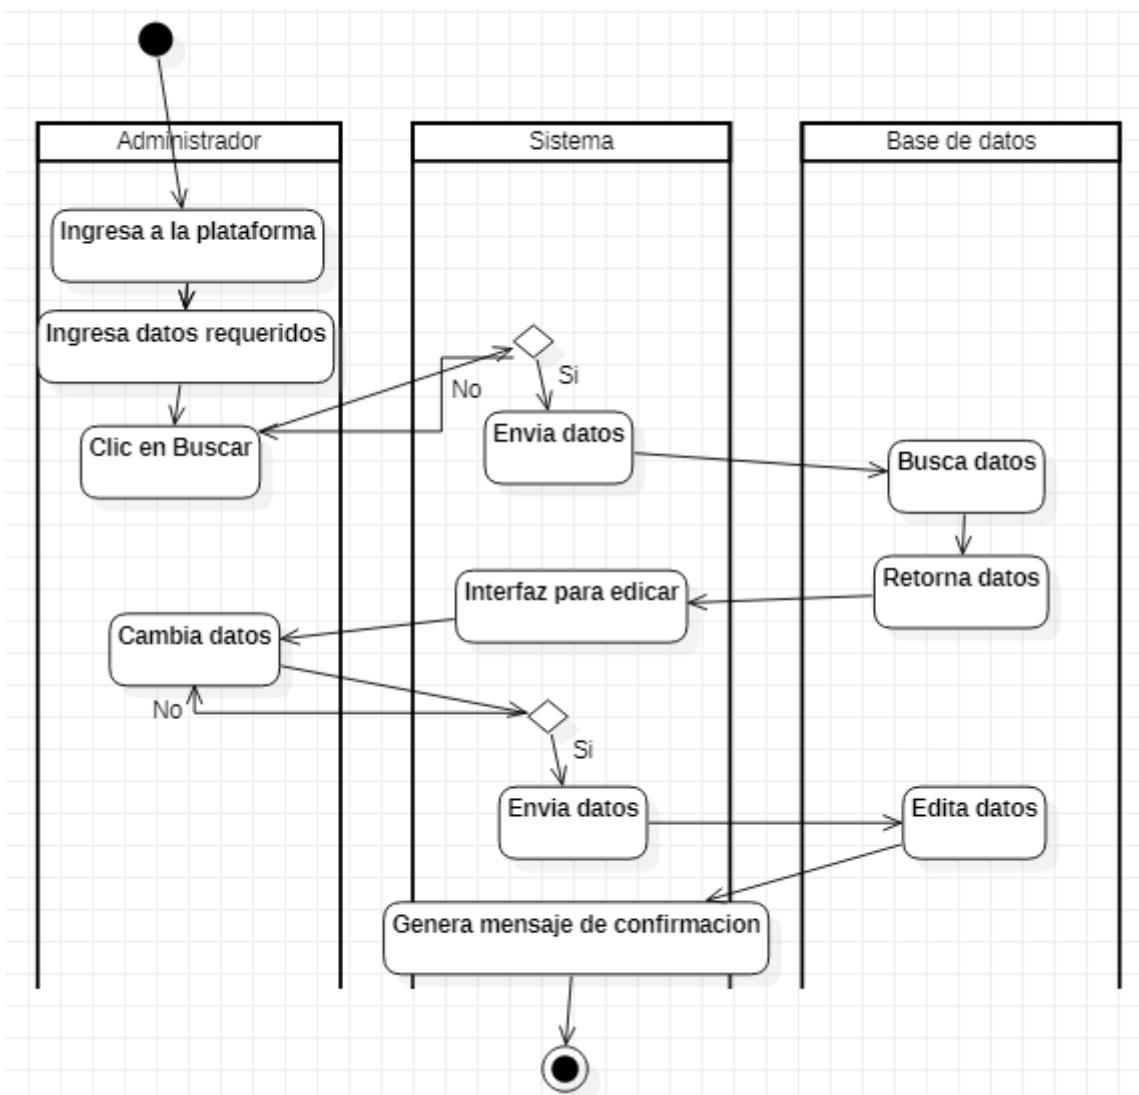 Administrador
Sistema
Base de datos
Ingresa a la plataforma
Ingresa datos requeridos
No
Si
Clic en Buscar
Envia datos
Busca datos
Interfaz para edicar
Retorna datos
Cambia datos
No
Si
Envia datos
Edita datos
Genera mensaje de confirmacion